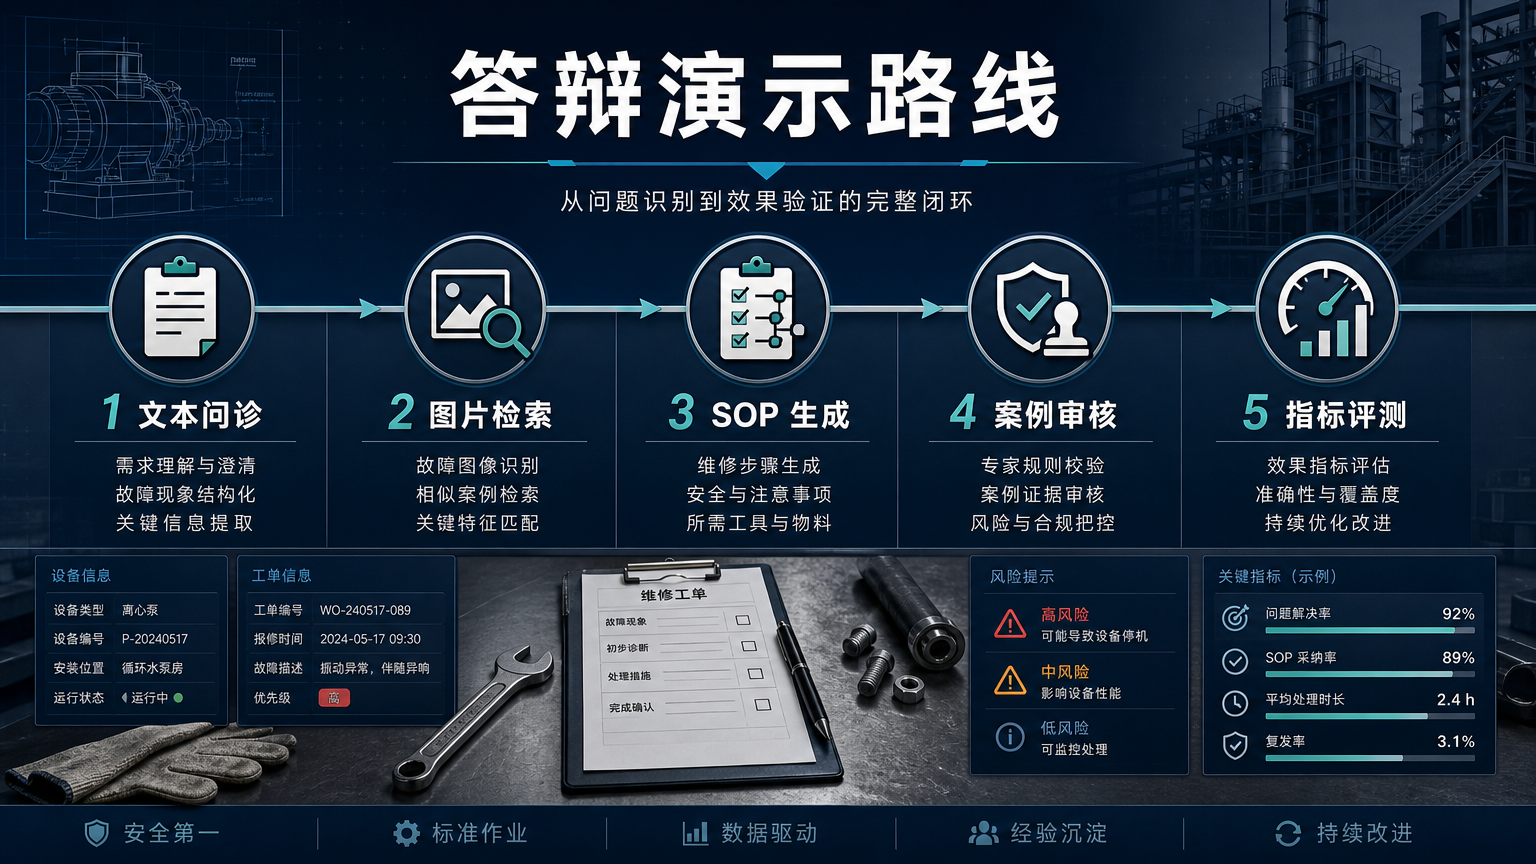 答辩演示路线
从问题识别到效果验证的完整闭环
1 文本问诊
需求理解与澄清
故障现象结构化
关键信息提取
2 图片检索
故障图像识别
相似案例检索
关键特征匹配
3 SOP 生成
维修步骤生成
安全与注意事项
所需工具与物料
4 案例审核
专家规则校验
案例证据审核
风险与合规把控
5 指标评测
效果指标评估
准确性与覆盖度
持续优化改进
设备信息
设备类型 离心泵
设备编号 P-20240517
安装位置 循环水泵房
运行状态 运行中
工单信息
工单编号 WO-240517-089
报修时间 2024-05-17 09:30
故障描述 振动异常，伴随异响
优先级 高
维修工单
故障现象
初步诊断
处理措施
完成确认
风险提示
高风险
可能导致设备停机
中风险
影响设备性能
低风险
可监控处理
关键指标（示例）
问题解决率 92%
SOP 采纳率 89%
平均处理时长 2.4 h
复发率 3.1%
安全第一
标准作业
数据驱动
经验沉淀
持续改进